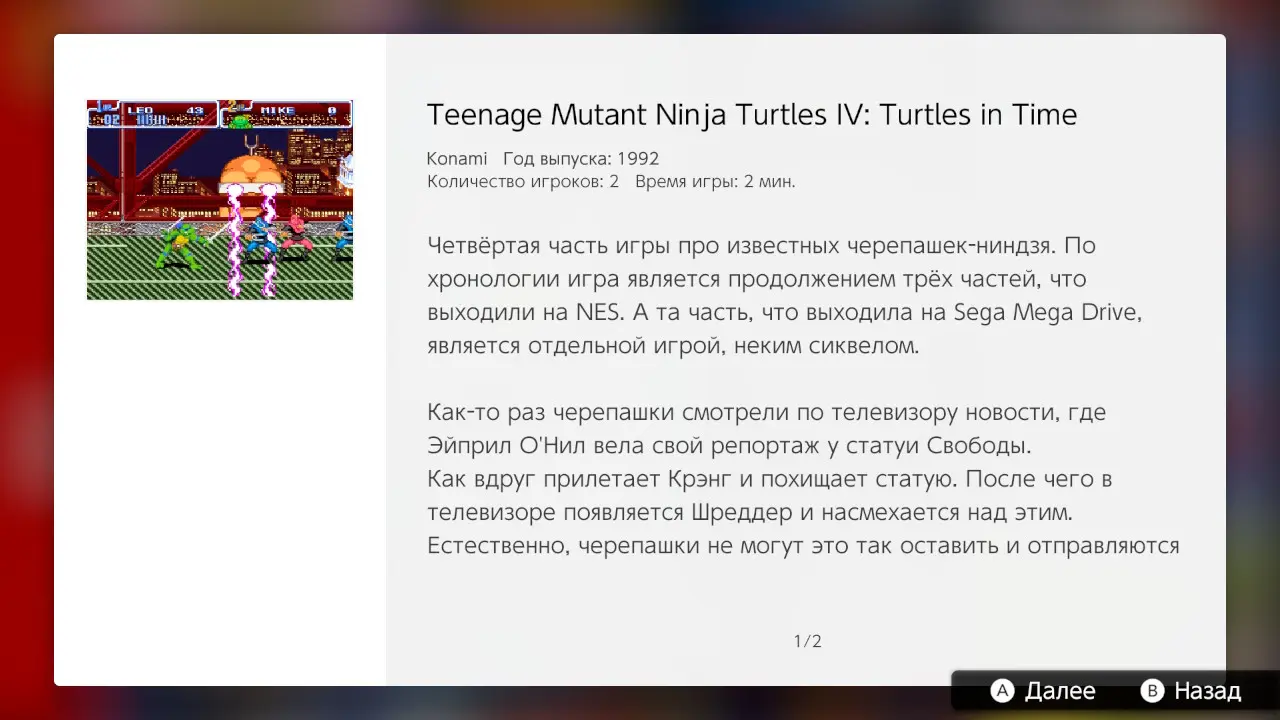 1
LEO 43
02
2
MIKE 0
Teenage Mutant Ninja Turtles IV: Turtles in Time
Konami Год выпуска: 1992
Количество игроков: 2 Время игры: 2 мин.
Четвёртая часть игры про известных черепашек-ниндзя. По
хронологии игра является продолжением трёх частей, что
выходили на NES. А та часть, что выходила на Sega Mega Drive,
является отдельной игрой, неким сиквелом.
Как-то раз черепашки смотрели по телевизору новости, где
Эйприл О'Нил вела свой репортаж у статуи Свободы.
Как вдруг прилетает Крэнг и похищает статую. После чего в
телевизоре появляется Шреддер и насмехается над этим.
Естественно, черепашки не могут это так оставить и отправляются
1/2
A Далее B Назад